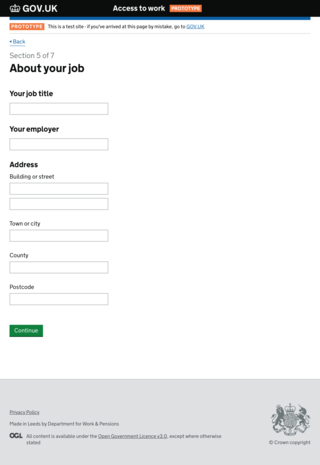 GOV.UK
Access to work PROTOTYPE
PROTOTYPE This is a test site - if you've arrived at this page by mistake, go to GOV.UK
Back
Section 5 of 7
About your job
Your job title
Your employer
Address
Building or street
Town or city
County
Postcode
Continue
Privacy Policy
Made in Leeds by Department for Work & Pensions
OGL All content is available under the Open Government Licence v3.0, except where otherwise
stated
© Crown copyright